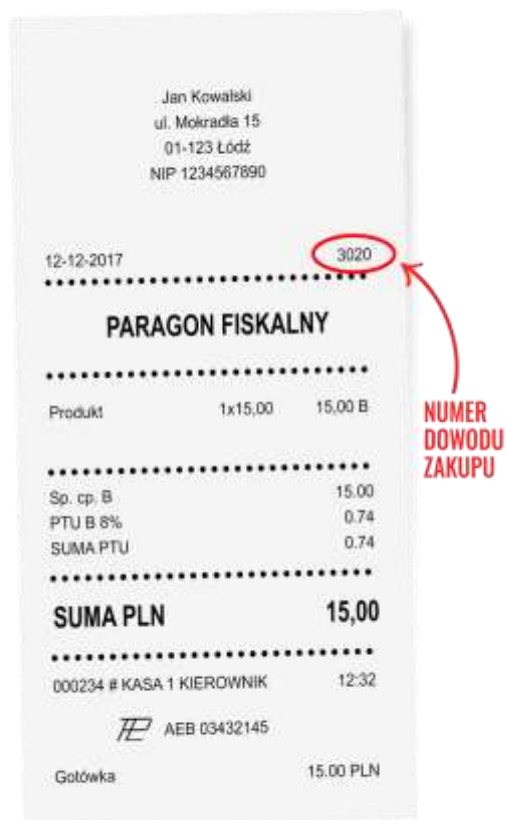 Jan Kowalski
ul. Mokradła 15
01-123 Łódź
NIP 1234567890
12-12-2017 3020
PARAGON FISKALNY
Produkt 1x15,00 15,00 B
NUMER
DOWODU
ZAKUPU
Sp. cp. B 15.00
PTU B 8% 0.74
SUMA PTU 0.74
SUMA PLN 15,00
000234 # KASA 1 KIEROWNIK 12:32
AEB 03432145
Gotówka 15.00 PLN